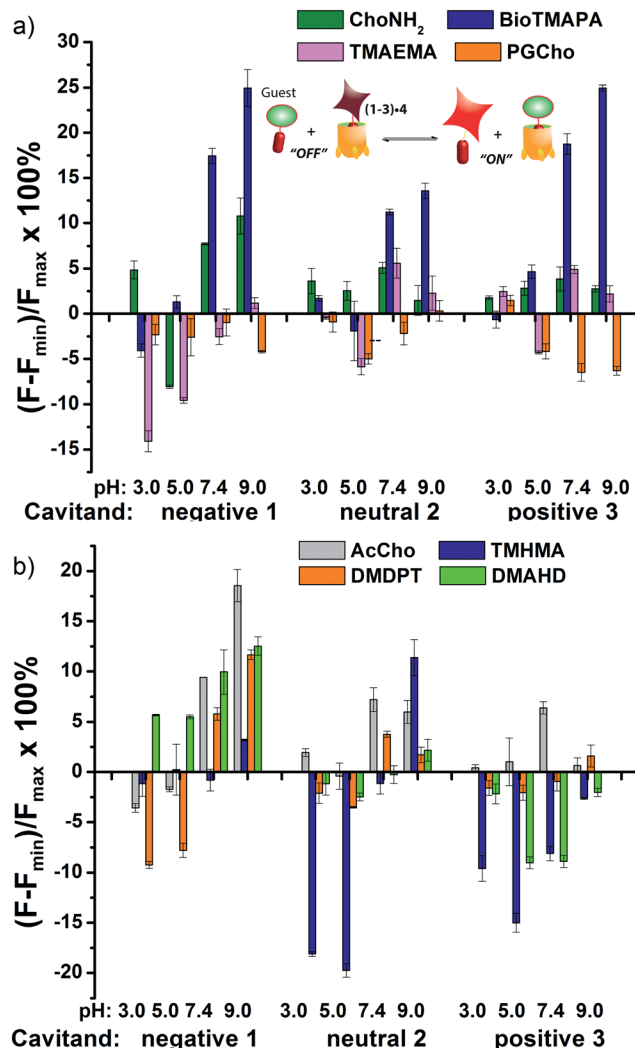 a)
ChoNH2 BioTMAPA
TMAEMA PGCho
(F-Fmin)/Fmax x 100%
30
25
20
15
10
5
0
-5
-10
-15
Guest
(1-3)•4
+ +
"OFF" "ON"
--
pH: 3.0 5.0 7.4 9.0 3.0 5.0 7.4 9.0 3.0 5.0 7.4 9.0
Cavitand: negative 1 neutral 2 positive 3
b)
AcCho TMHMA
DMDPT DMAHD
(F-Fmin)/Fmax x 100%
20
15
10
5
0
-5
-10
-15
-20
pH: 3.0 5.0 7.4 9.0 3.0 5.0 7.4 9.0 3.0 5.0 7.4 9.0
Cavitand: negative 1 neutral 2 positive 3